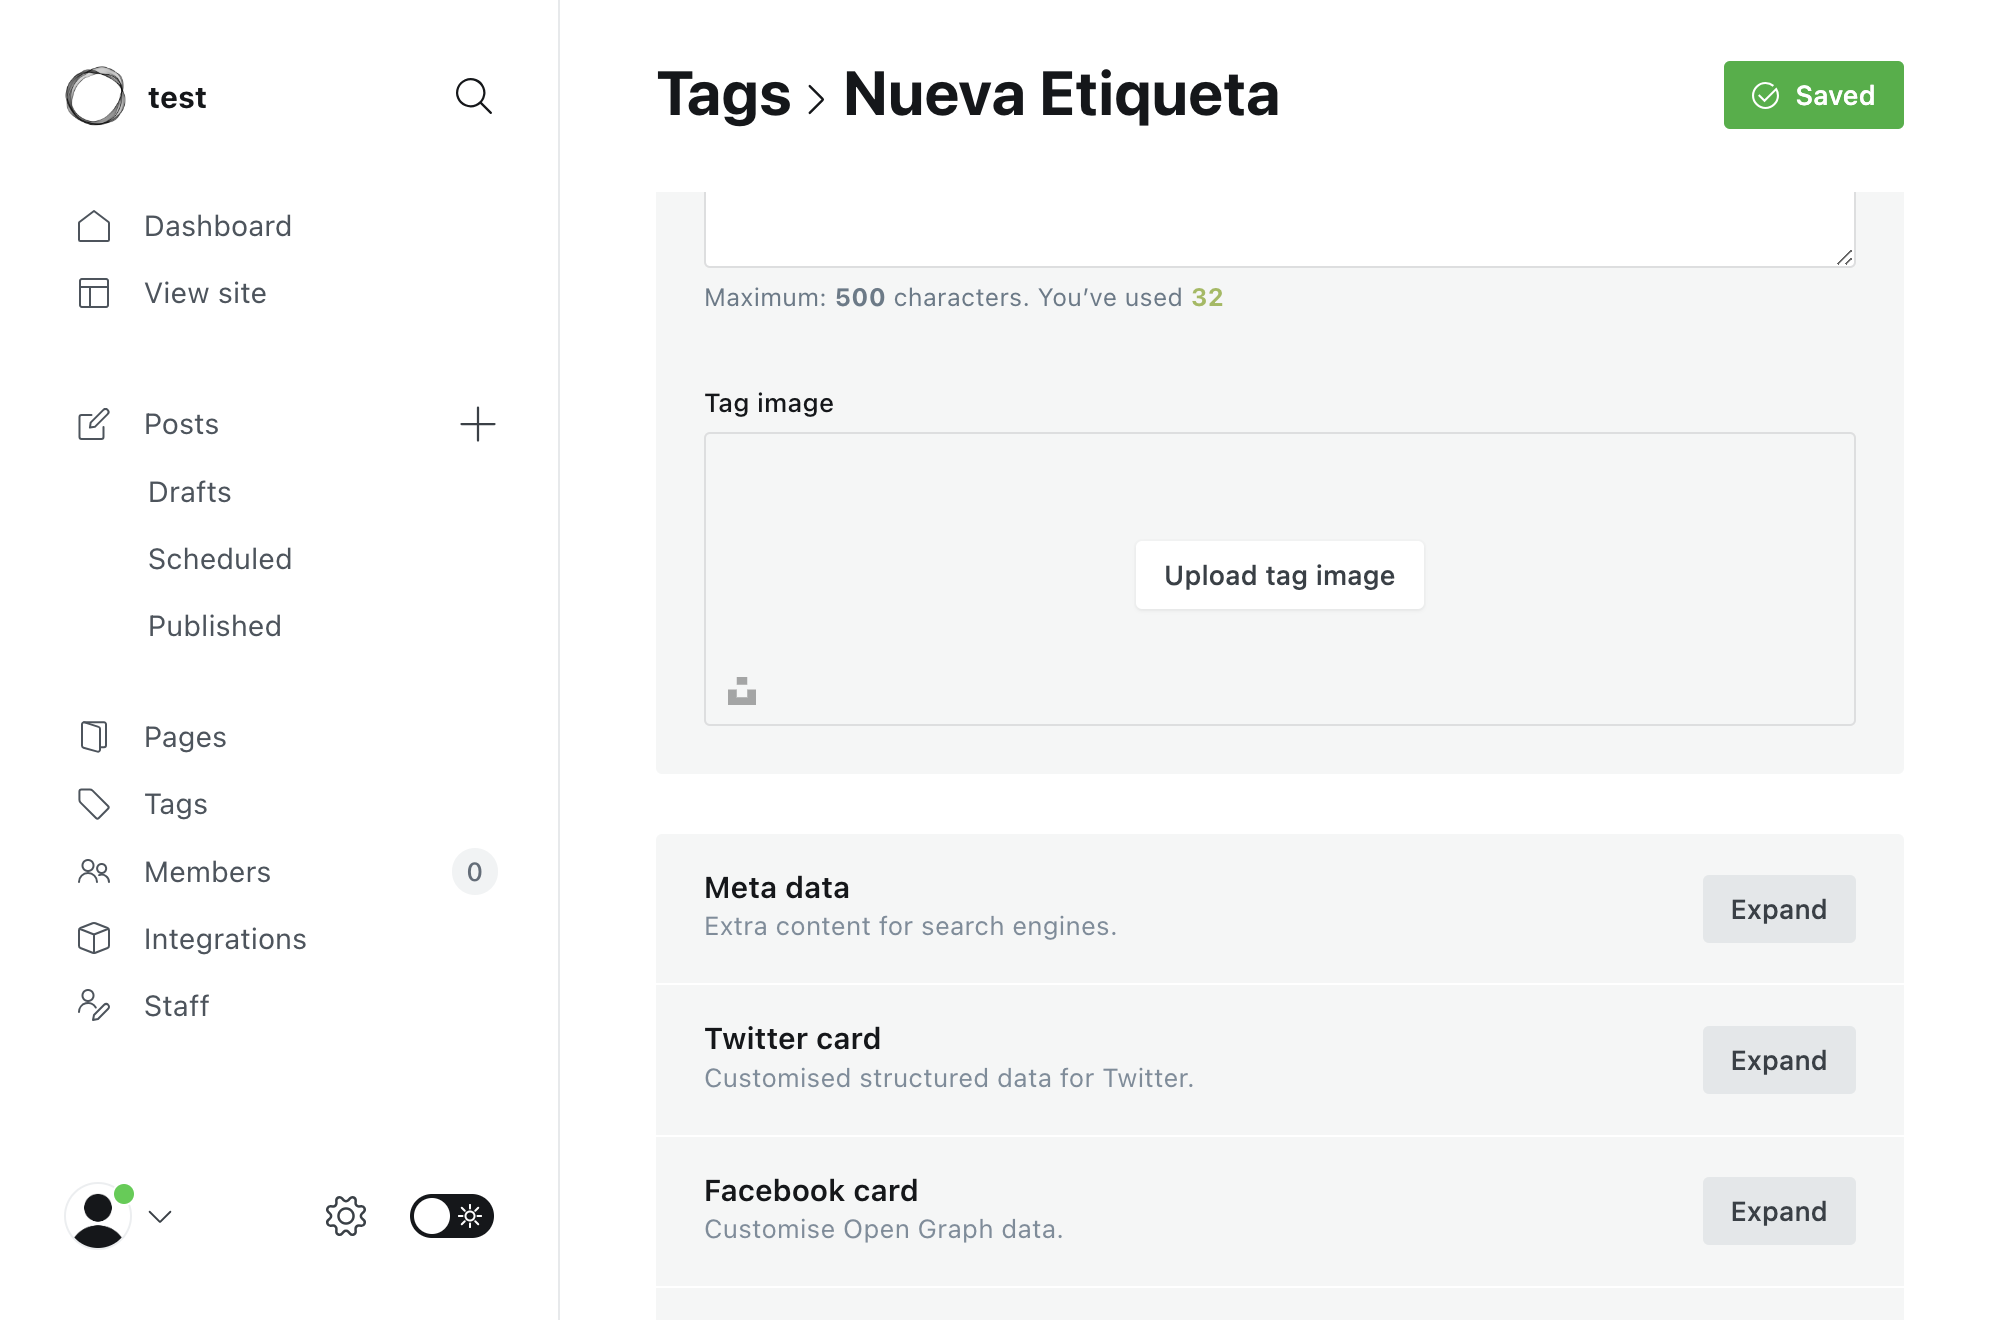 test
Dashboard
View site
Posts
Drafts
Scheduled
Published
Pages
Tags
Members 0
Integrations
Staff
Tags > Nueva Etiqueta
Saved
Maximum: 500 characters. You’ve used 32
Tag image
Upload tag image
Meta data
Extra content for search engines.
Expand
Twitter card
Customised structured data for Twitter.
Expand
Facebook card
Customise Open Graph data.
Expand